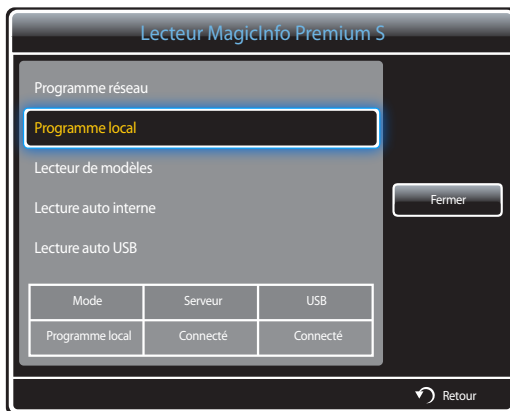 Lecteur MagicInfo Premium S
Programme réseau
Programme local
Lecteur de modèles
Lecture auto interne
Lecture auto USB
Fermer
Mode Serveur USB
Programme local Connecté Connecté
Retour